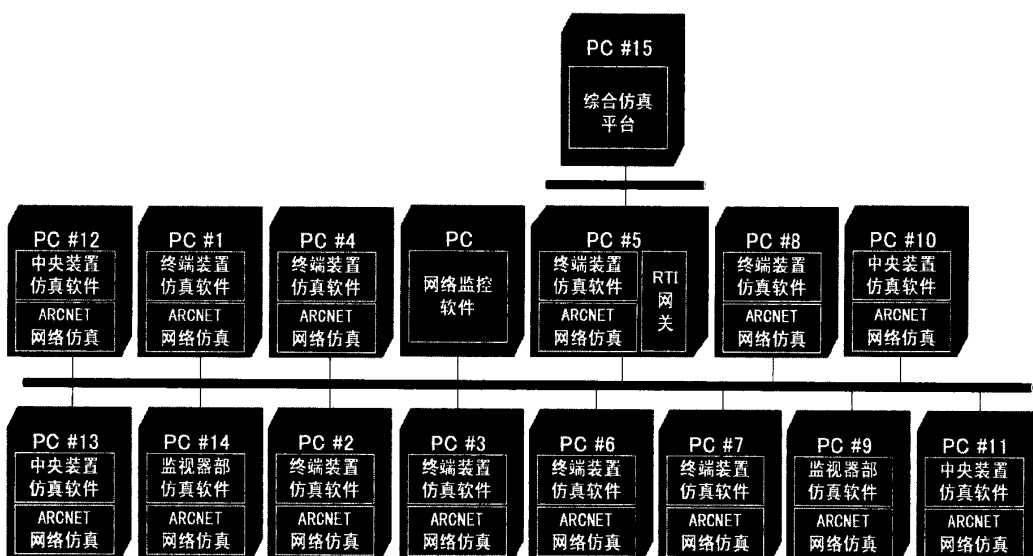 PC #15
综合仿真
平台
PC #12
中央装置
仿真软件
ARCNET
网络仿真
PC #1
终端装置
仿真软件
ARCNET
网络仿真
PC #4
终端装置
仿真软件
ARCNET
网络仿真
PC
网络监控
软件
PC #5
终端装置
仿真软件
ARCNET
网络仿真
RTI
网
关
PC #8
终端装置
仿真软件
ARCNET
网络仿真
PC #10
中央装置
仿真软件
ARCNET
网络仿真
PC #13
中央装置
仿真软件
ARCNET
网络仿真
PC #14
监视器部
仿真软件
ARCNET
网络仿真
PC #2
终端装置
仿真软件
ARCNET
网络仿真
PC #3
终端装置
仿真软件
ARCNET
网络仿真
PC #6
终端装置
仿真软件
ARCNET
网络仿真
PC #7
终端装置
仿真软件
ARCNET
网络仿真
PC #9
监视器部
仿真软件
ARCNET
网络仿真
PC #11
中央装置
仿真软件
ARCNET
网络仿真